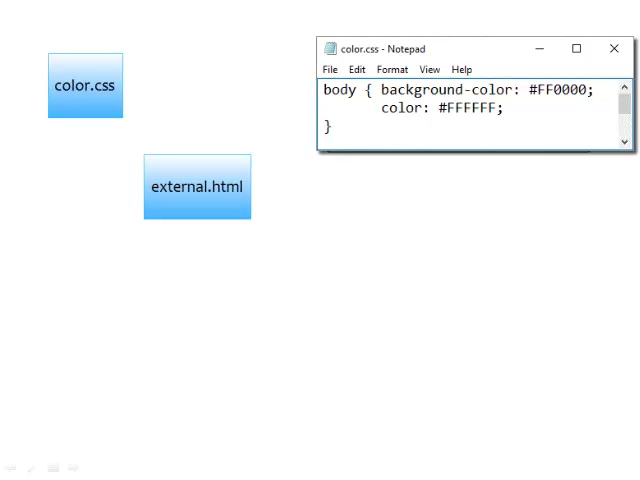 color.css
external.html
color.css - Notepad
File Edit Format View Help
body { background-color: #FF0000;
color: #FFFFFF;
}